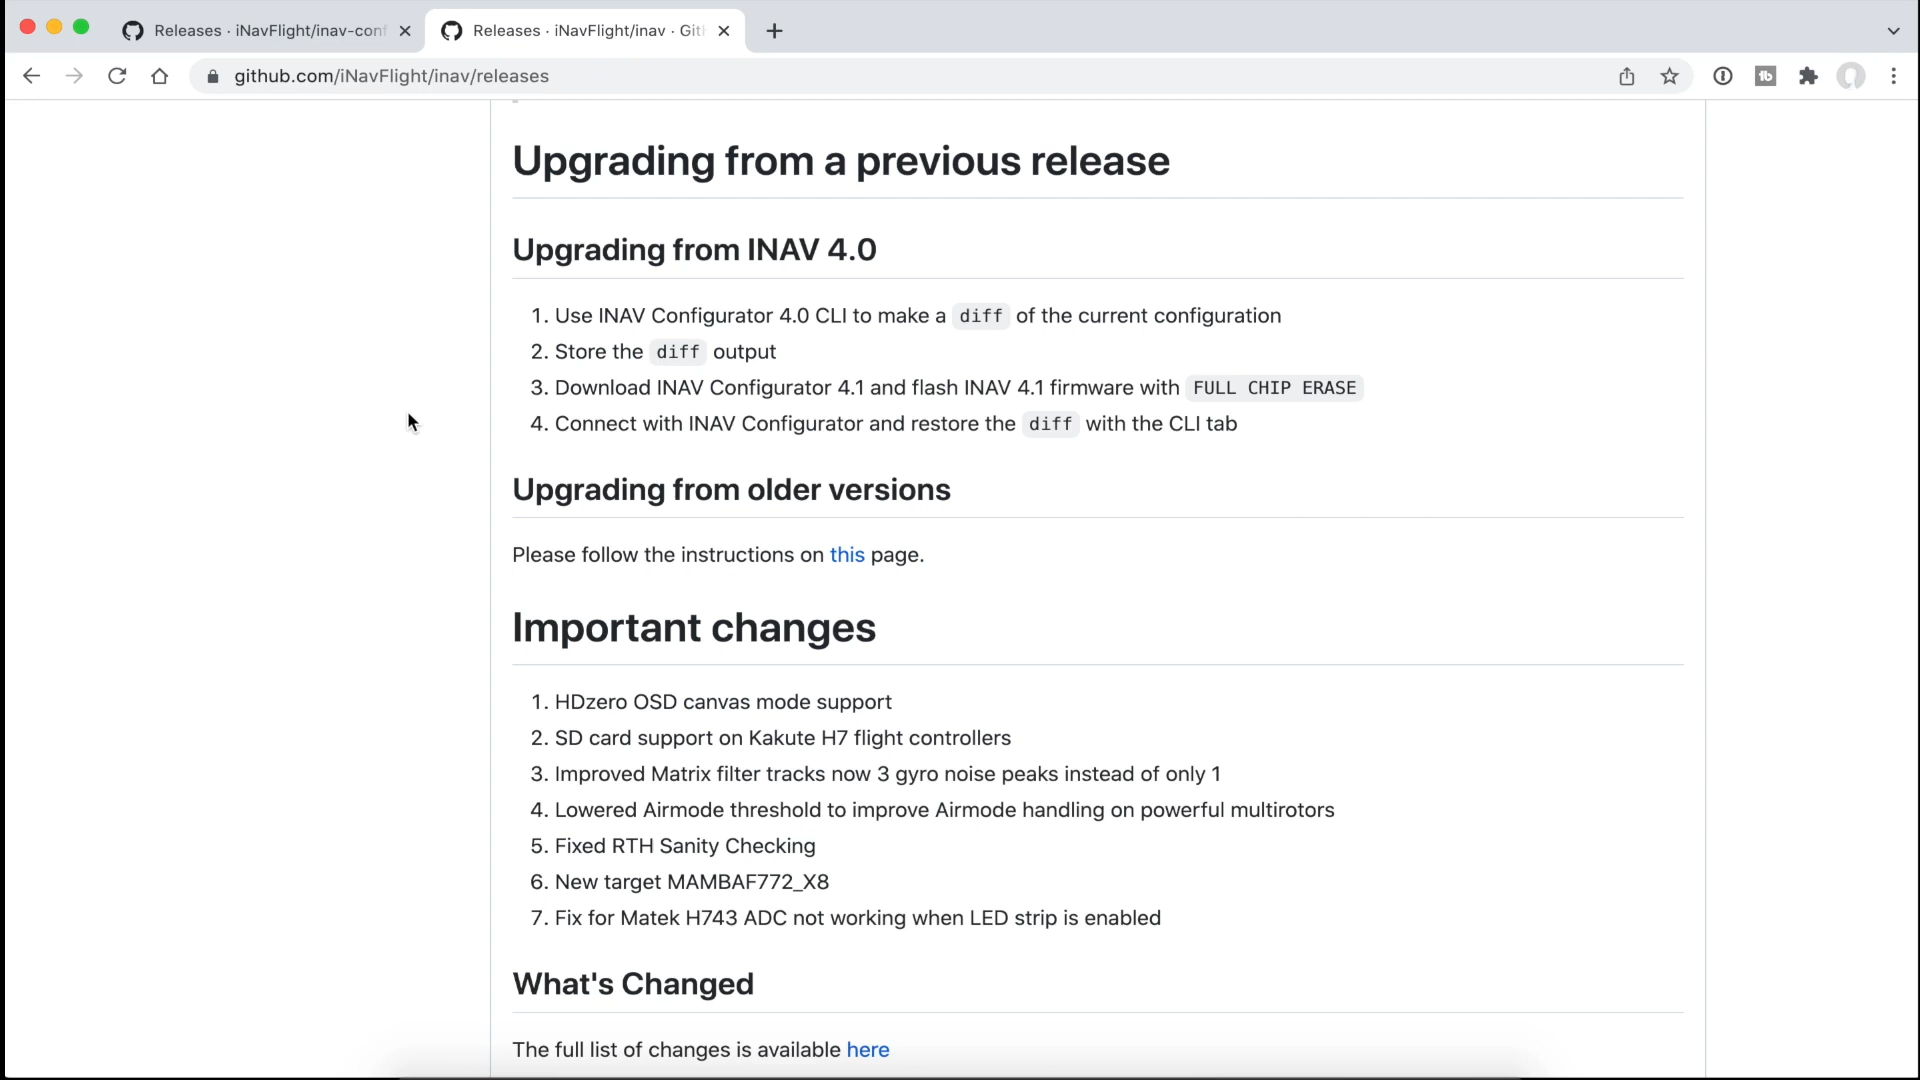 Releases · iNavFlight/inav-conf
Releases · iNavFlight/inav · Git
github.com/iNavFlight/inav/releases
Upgrading from a previous release
Upgrading from INAV 4.0
1. Use INAV Configurator 4.0 CLI to make a diff of the current configuration
2. Store the diff output
3. Download INAV Configurator 4.1 and flash INAV 4.1 firmware with FULL CHIP ERASE
4. Connect with INAV Configurator and restore the diff with the CLI tab
Upgrading from older versions
Please follow the instructions on this page.
Important changes
1. HDzero OSD canvas mode support
2. SD card support on Kakute H7 flight controllers
3. Improved Matrix filter tracks now 3 gyro noise peaks instead of only 1
4. Lowered Airmode threshold to improve Airmode handling on powerful multirotors
5. Fixed RTH Sanity Checking
6. New target MAMBAF772_X8
7. Fix for Matek H743 ADC not working when LED strip is enabled
What's Changed
The full list of changes is available here